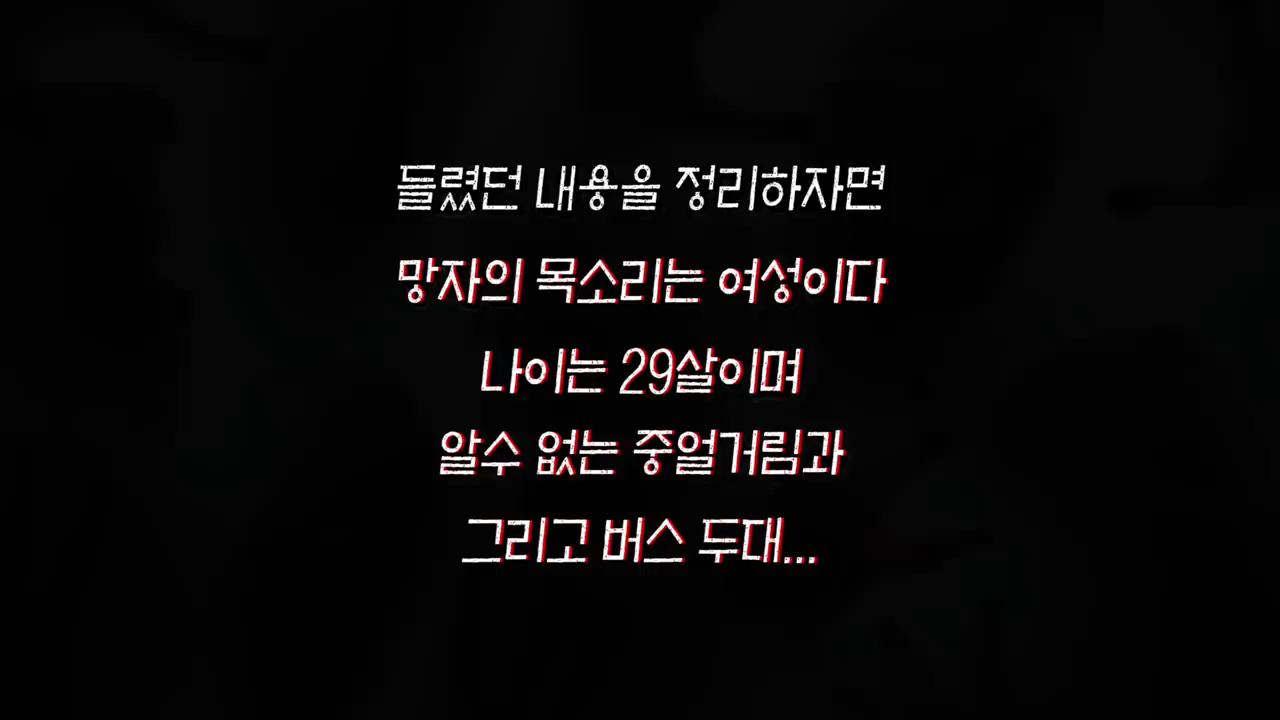 들렸던 내용을 정리하자면
망자의 목소리는 여성이다
나이는 29살이며
알수 없는 중얼거림과
그리고 버스 두대...